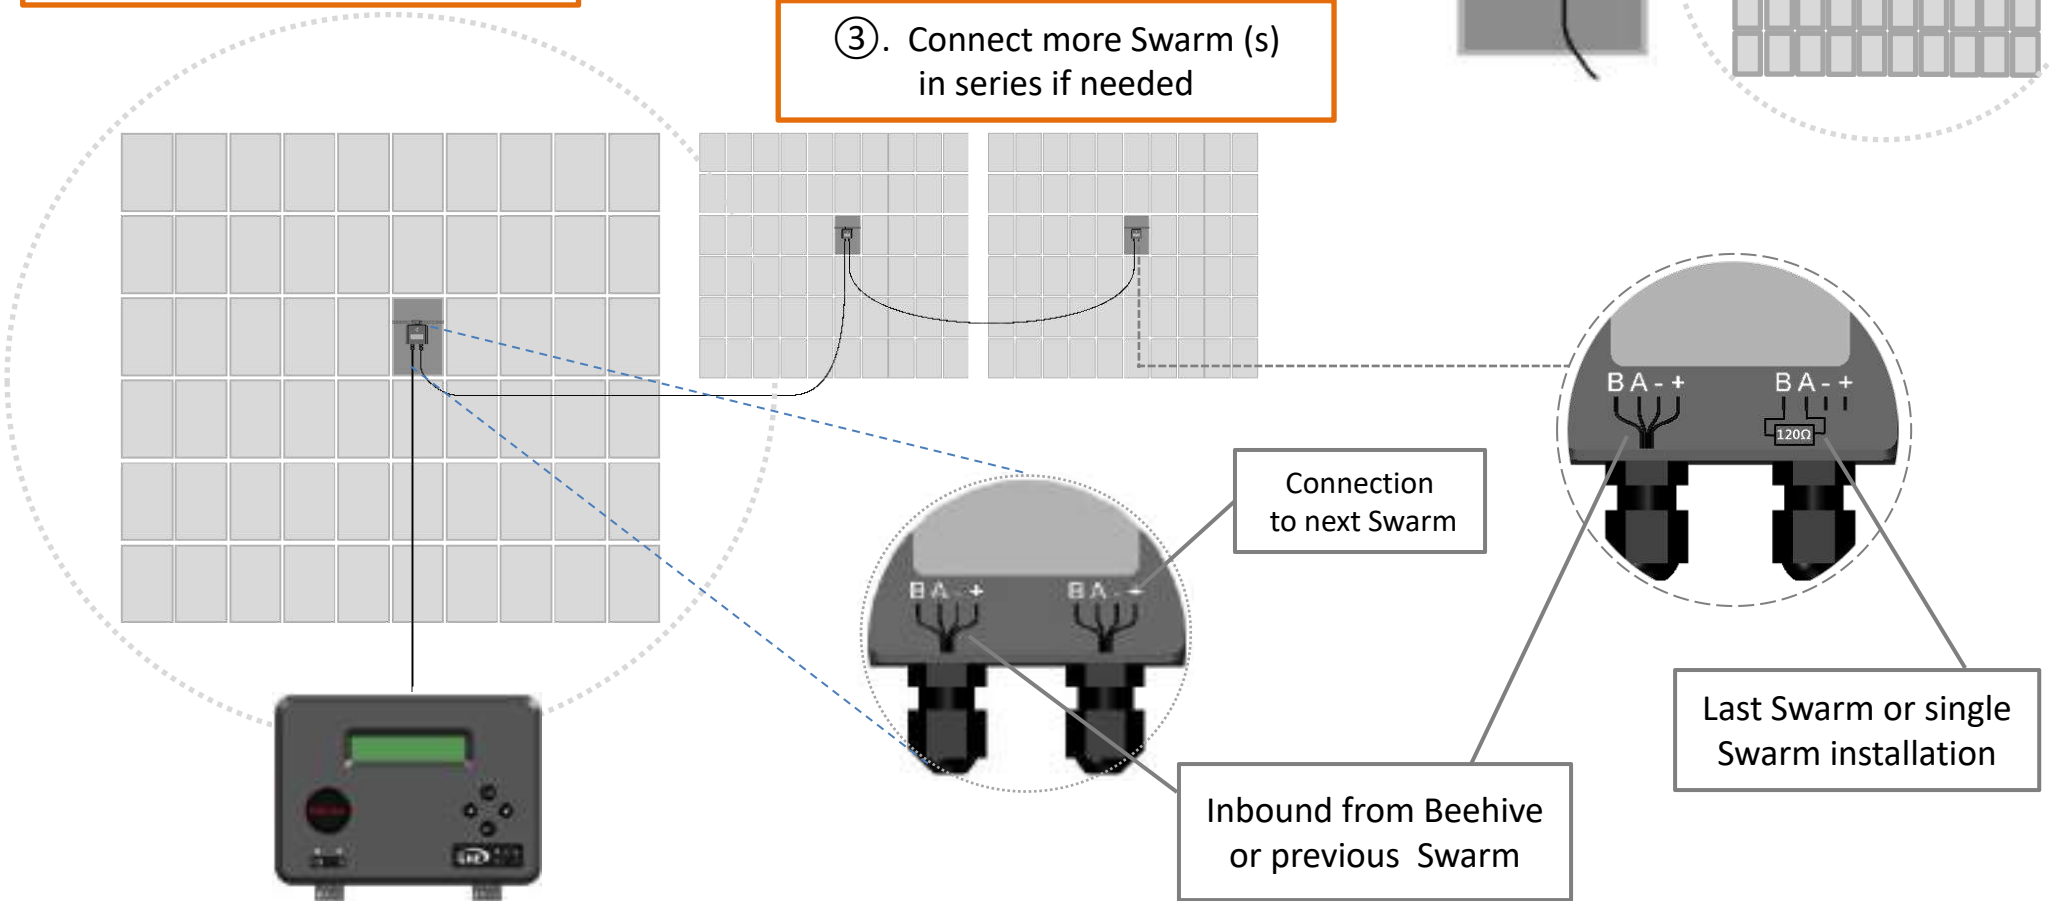 ③. Connect more Swarm (s)
in series if needed
B A - +
B A - +
120Ω
Connection
to next Swarm
B A - +
B A - +
Last Swarm or single
Swarm installation
Inbound from Beehive
or previous Swarm